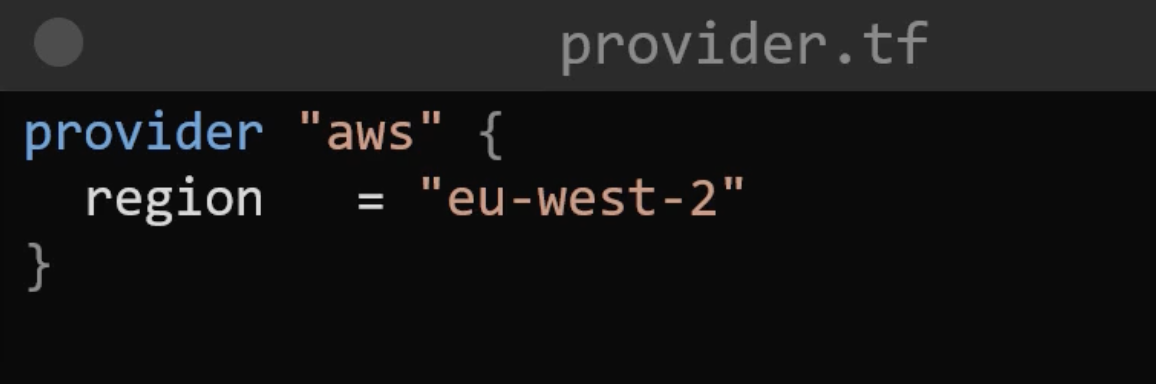 provider.tf
provider "aws" {
  region   = "eu-west-2"
}